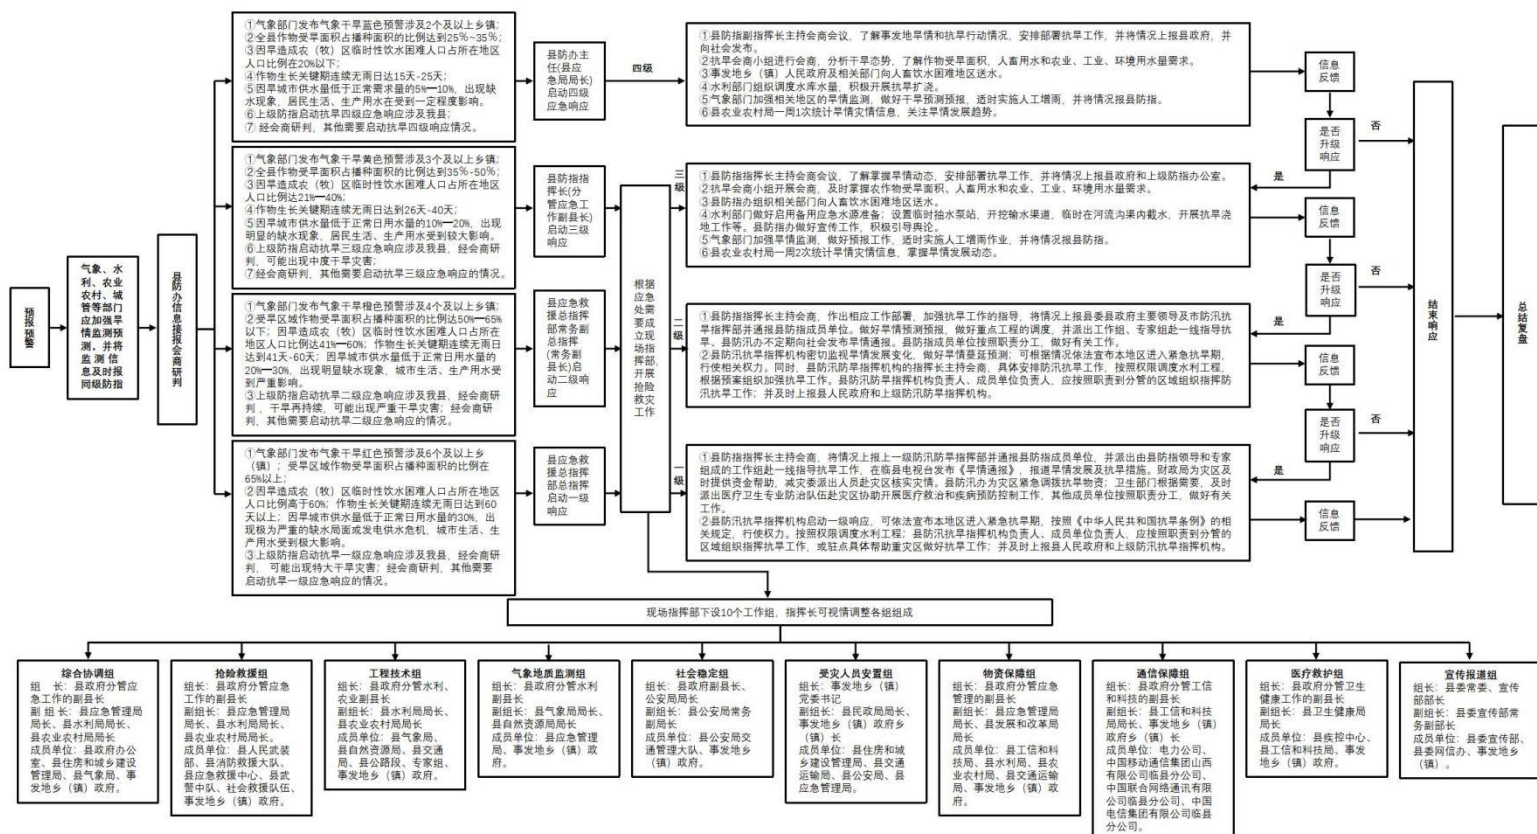 预报预警
气象、水
利、农业
农村、城
管等部门
应加强旱
情监测预
测，并将
监测信
息及时报
同级防指
县防办信息接报会商研判
①气象部门发布气象干旱蓝色预警涉及2个及以上乡镇；
②全县作物受旱面积占播种面积的比例达到25%~35%；
③因旱造成农（牧）区临时性饮水困难人口占所在地区
人口比例在20%以下；
④作物生长关键期连续无雨日达15天-25天；
⑤因旱城市供水量低于正常需求量的5%—10%，出现缺
水现象，居民生活、生产用水在受到一定程度影响。
⑥上级防指启动抗旱四级应急响应涉及我县；
⑦ 经会商研判，其他需要启动抗旱四级响应情况。
县防办主
任(县应
急局局长)
启动四级
应急响应
四级
①县防指副指挥长主持会商会议，了解事发地旱情和抗旱行动情况，安排部署抗旱工作，并将情况上报县政府，并
向社会发布。
②抗旱会商小组进行会商，分析干旱态势，了解作物受旱面积、人畜用水和农业、工业、环境用水量需求。
③事发地乡（镇）人民政府及相关部门向人畜饮水困难地区送水。
④水利部门组织调度水库水量，积极开展抗旱扩浇。
⑤气象部门加强相关地区的旱情监测，做好干旱预测预报，适时实施人工增雨，并将情况报县防指。
⑥县农业农村局一周1次统计旱情灾情信息，关注旱情发展趋势。
信息
反馈
是否
升级
响应
否
是
①气象部门发布气象干旱黄色预警涉及3个及以上乡镇；
②全县作物受旱面积占播种面积的比例达到35%-50%；
③因旱造成农（牧）区临时性饮水困难人口占所在地区
人口比例达21%—40%；
④作物生长关键期连续无雨日达到26天-40天；
⑤因旱城市供水量低于正常日用水量的10%—20%，出现
明显的缺水现象，居民生活、生产用水受到较大影响。
⑥上级防指启动抗旱三级应急响应涉及我县，经会商研
判，可能出现中度干旱灾害；
⑦经会商研判，其他需要启动抗旱三级应急响应的情况。
县防指指
挥长(分
管应急工
作副县长)
启动三级
响应
三级
①县防指指挥长主持会商会议，了解掌握旱情动态，安排部署抗旱工作，并将情况上报县政府和上级防指办公室。
②抗旱会商小组开展会商，及时掌握农作物受旱面积、人畜用水和农业、工业、环境用水量需求。
③县防指办组织相关部门向人畜饮水困难地区送水。
④水利部门做好启用备用应急水源准备；设置临时抽水泵站，开挖输水渠道，临时在河流沟渠内截水，开展抗旱浇
地工作等。县防指办做好宣传工作，积极引导舆论。
⑤气象部门加强旱情监测，做好预报工作，适时实施人工增雨作业，并将情况报县防指。
⑥县农业农村局一周2次统计旱情灾情信息，掌握旱情发展动态。
信息
反馈
是否
升级
响应
否
是
根据
应急
处需
要成
立现
场指
挥部，
开展
抢险
救灾
工作
①气象部门发布气象干旱橙色预警涉及4个及以上乡镇；
②受旱区域作物受旱面积占播种面积的比例达50%—65%
以下；因旱造成农（牧）区临时性饮水困难人口占所在
地区人口比例达41%—60%；作物生长关键期连续无雨日
达到41天-60天；因旱城市供水量低于正常日用水量的
20%—30%，出现明显缺水现象，城市生活、生产用水受
到严重影响。
③上级防指启动抗旱二级应急响应涉及我县，经会商研
判，干旱再持续，可能出现严重干旱灾害；经会商研
判，其他需要启动抗旱二级应急响应的情况。
县应急救
援总指挥
部常务副
总指挥
(常务副
县长)启
动二级响
应
二级
①县防指指挥长主持会商，作出相应工作部署，加强抗旱工作的指导，将情况上报县委县政府主要领导及市防汛抗
旱指挥部并通报县防指成员单位。做好旱情预测预报，做好重点工程的调度，并派出工作组、专家组赴一线指导抗
旱、县防汛办不定期向社会发布旱情通报。县防指成员单位按照职责分工，做好有关工作。
②县防汛抗旱指挥机构密切监视旱情发展变化，做好旱情蔓延预测；可根据情况依法宣布本地区进入紧急抗旱期，
行使相关权力。同时，县防汛防旱指挥机构的指挥长主持会商，具体安排防汛抗旱工作，按照权限调度水利工程，
根据预案组织加强抗旱工作。县防汛防旱指挥机构负责人、成员单位负责人，应按照职责到分管的区域组织指挥防
汛抗旱工作；并及时上报县人民政府和上级防汛防旱指挥机构。
信息
反馈
是否
升级
响应
否
是
①气象部门发布气象干旱红色预警涉及6个及以上乡
（镇）；受旱区域作物受旱面积占播种面积的比例在
65%以上；
②因旱造成农（牧）区临时性饮水困难人口占所在地区
人口比例高于60%；作物生长关键期连续无雨日达到60
天以上；因旱城市供水量低于正常日用水量的30%，出
现极为严重的缺水局面或发电供水危机，城市生活、生
产用水受到极大影响。
③上级防指启动抗旱一级应急响应涉及我县，经会商研
判，可能出现特大干旱灾害；经会商研判，其他需要
启动抗旱一级应急响应的情况。
县应急救
援总指挥
部总指挥
启动一级
响应
一级
①县防指指挥长主持会商，将情况上报上一级防汛抗旱指挥部并通报县防指成员单位，并派出由县防指领导和专家
组成的工作组赴一线指导抗旱工作，在临县电视台发布《旱情通报》，报道旱情发展及抗旱措施。财政局为灾区及
时提供资金帮助，减灾委派出人员赴灾区核实灾情。县防汛办为灾区紧急调拨抗旱物资；卫生部门根据需要，及时
派出医疗卫生专业防治队伍赴灾区协助开展医疗救治和疾病预防控制工作，其他成员单位按照职责分工，做好有关
工作。
②县防汛抗旱指挥机构启动一级响应，可依法宣布本地区进入紧急抗旱期，按照《中华人民共和国抗旱条例》的相
关规定，行使权力。按照权限调度水利工程；县防汛抗旱指挥机构负责人、成员单位负责人，应按照职责到分管的
区域组织指挥抗旱工作，或驻点具体帮助重灾区做好抗旱工作；并及时上报县人民政府和上级防汛抗旱指挥机构。
信息
反馈
结束响应
总结复盘
现场指挥部下设10个工作组，指挥长可视情调整各组组成
综合协调组
组 长：县政府分管应
急工作的副县长
副组长：县应急管理局
局长、县水利局局长、
县农业农村局局长
成员单位：县政府办公
室、县住房和城乡建设
管理局、县气象局、事
发地乡（镇）政府。
抢险救援组
组长：县政府分管应急
工作的副县长
副组长：县应急管理局
局长、县水利局局长、
县农业农村局局长。
成员单位：县人民武装
部、县消防救援大队、
县应急救援中心、县武
警中队、社会救援队伍、
事发地乡（镇）政府。
工程技术组
组长：县政府分管水利、
农业副县长
副组长：县水利局局长、
县农业农村局局长
成员单位：县气象局、
县自然资源局、县交通
局、县公路段、专家组、
事发地乡（镇）政府。
气象地质监测组
组长：县政府分管水利
副县长
副组长：县气象局局长、
县自然资源局局长
成员单位：县应急管理
局、事发地乡（镇）政
府。
社会稳定组
组长：县政府副县长、
公安局局长
副组长：县公安局常务
副局长
成员单位：县公安局交
通管理大队、事发地乡
（镇）政府。
受灾人员安置组
组长：事发地乡（镇）
党委书记
副组长：县民政局局长、
事发地乡（镇）政府乡
（镇）长
成员单位：县住房和城
乡建设管理局、县交通
运输局、县公安局、县
应急管理局。
物资保障组
组长：县政府分管应急
管理的副县长
副组长：县应急管理局
局长、县发展和改革局
局长
成员单位：县工信和科
技局、县水利局、县农
业农村局、县交通运输
局、事发地乡（镇）政
府。
通信保障组
组长：县政府分管工信
和科技的副县长
副组长：县工信和科技
局局长、事发地乡（镇）
政府乡（镇）长
成员单位：电力公司、
中国移动通信集团山西
有限公司临县分公司、
中国联合网络通讯有限
公司临县分公司、中国
电信集团有限公司临县
分公司。
医疗救护组
组长：县政府分管卫生
健康工作的副县长
副组长：县卫生健康局
局长
成员单位：县疾控中心、
县工信和科技局、事发
地乡（镇）政府。
宣传报道组
组长：县委常委、宣传
部部长
副组长：县委宣传部常
务副部长
成员单位：县委宣传部、
县委网信办、事发地乡
（镇）。